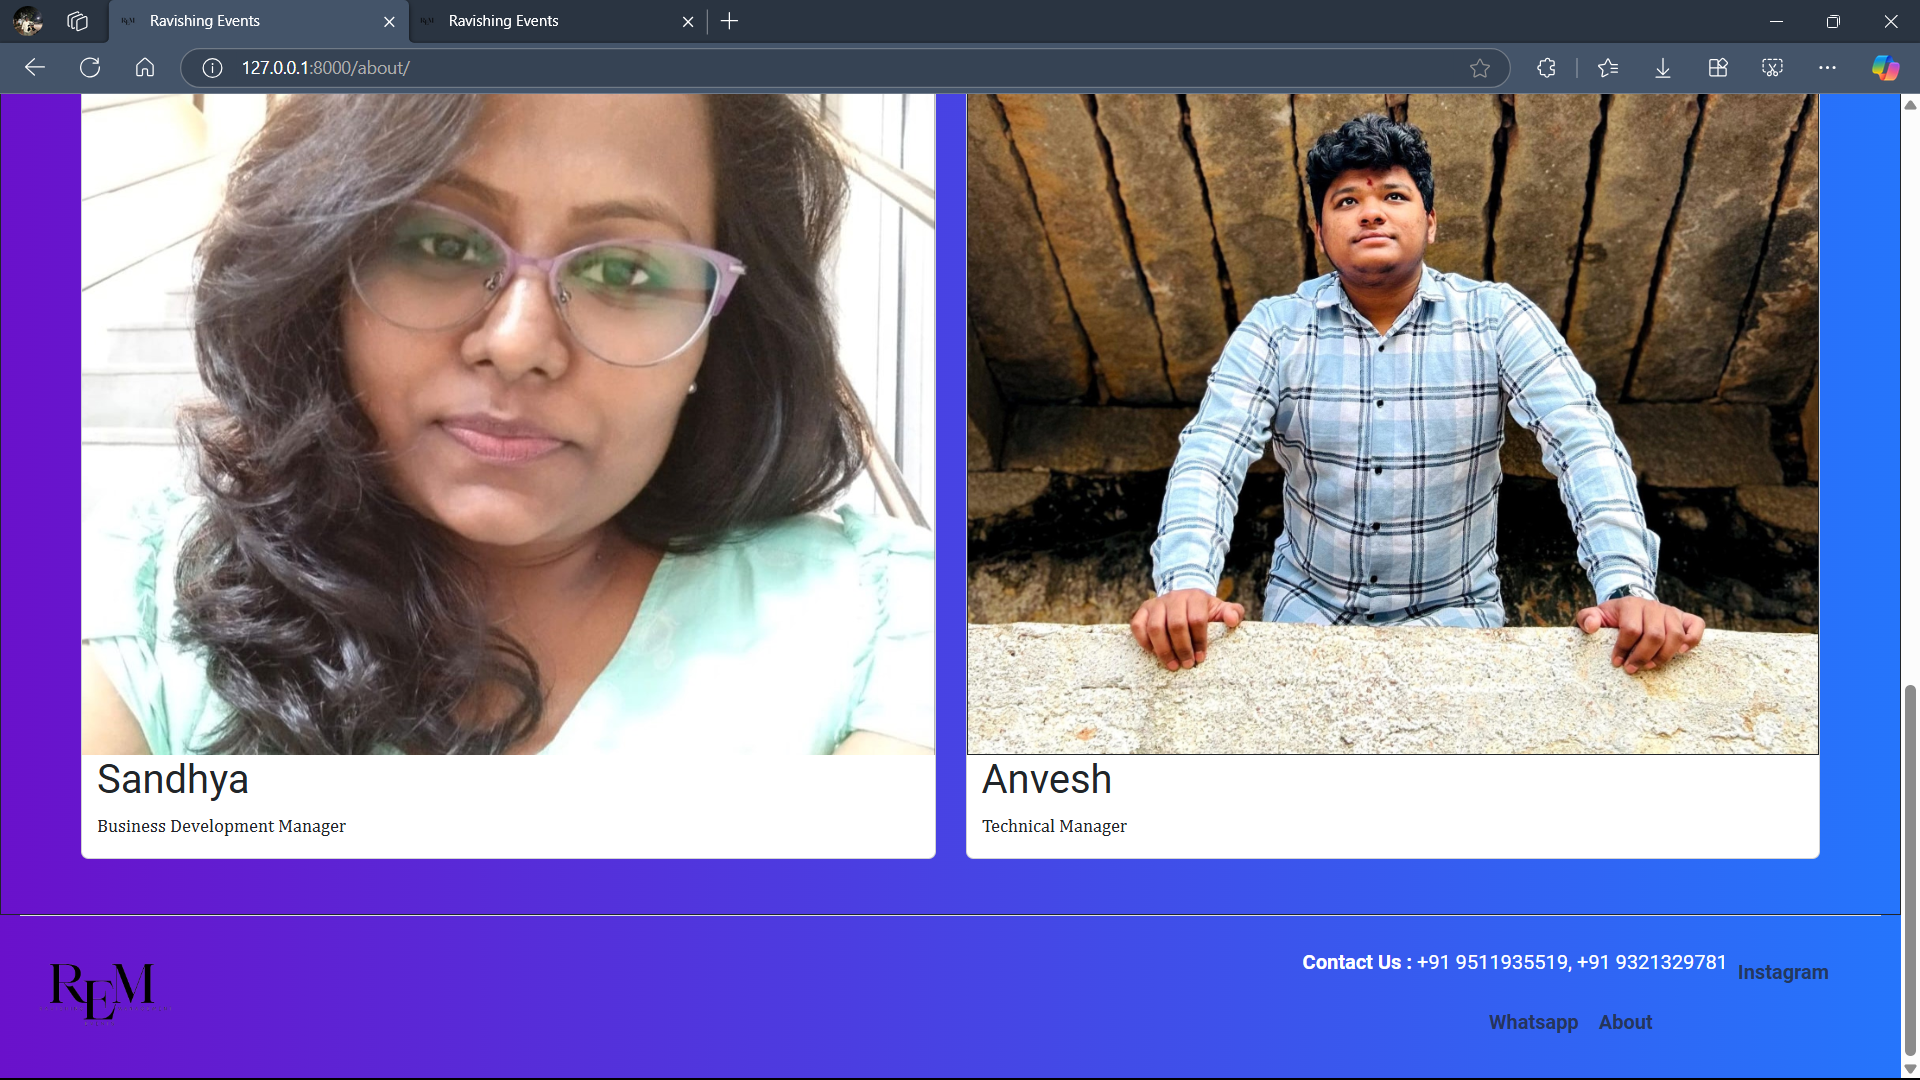 Ravishing Events
Ravishing Events
127.0.0.1:8000/about/
Sandhya
Business Development Manager
Anvesh
Technical Manager
REM
Contact Us : +91 9511935519, +91 9321329781
Instagram
Whatsapp
About